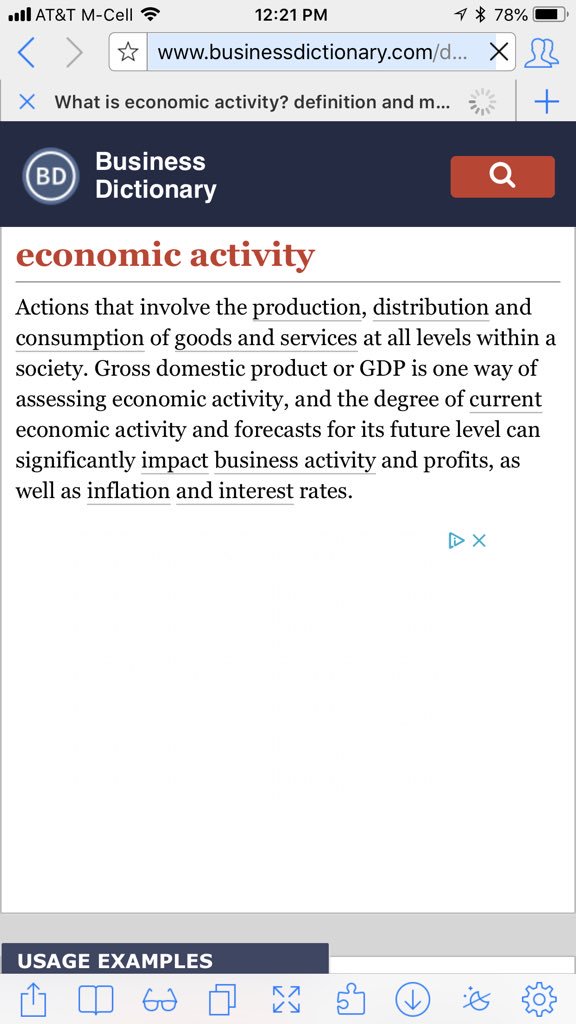 AT&T M-Cell 12:21 PM 78%
www.businessdictionary.com/d...
What is economic activity? definition and m...
BD Business
Dictionary
economic activity
Actions that involve the production, distribution and
consumption of goods and services at all levels within a
society. Gross domestic product or GDP is one way of
assessing economic activity, and the degree of current
economic activity and forecasts for its future level can
significantly impact business activity and profits, as
well as inflation and interest rates.
USAGE EXAMPLES